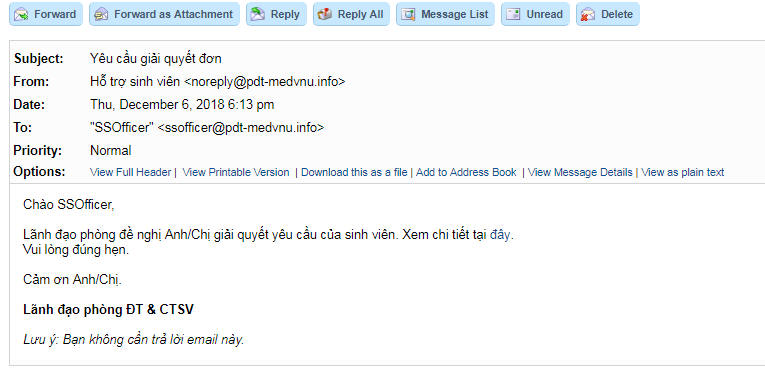 Forward Forward as Attachment Reply Reply All Message List Unread Delete
Subject: Yêu cầu giải quyết đơn
From: Hỗ trợ sinh viên <noreply@pdt-medvnu.info>
Date: Thu, December 6, 2018 6:13 pm
To: "SSOfficer" <ssofficer@pdt-medvnu.info>
Priority: Normal
Options: View Full Header | View Printable Version | Download this as a file | Add to Address Book | View Message Details | View as plain text
Chào SSOfficer,
Lãnh đạo phòng đề nghị Anh/Chị giải quyết yêu cầu của sinh viên. Xem chi tiết tại đây.
Vui lòng đúng hẹn.
Cảm ơn Anh/Chị.
Lãnh đạo phòng ĐT & CTSV
Lưu ý: Bạn không cần trả lời email này.